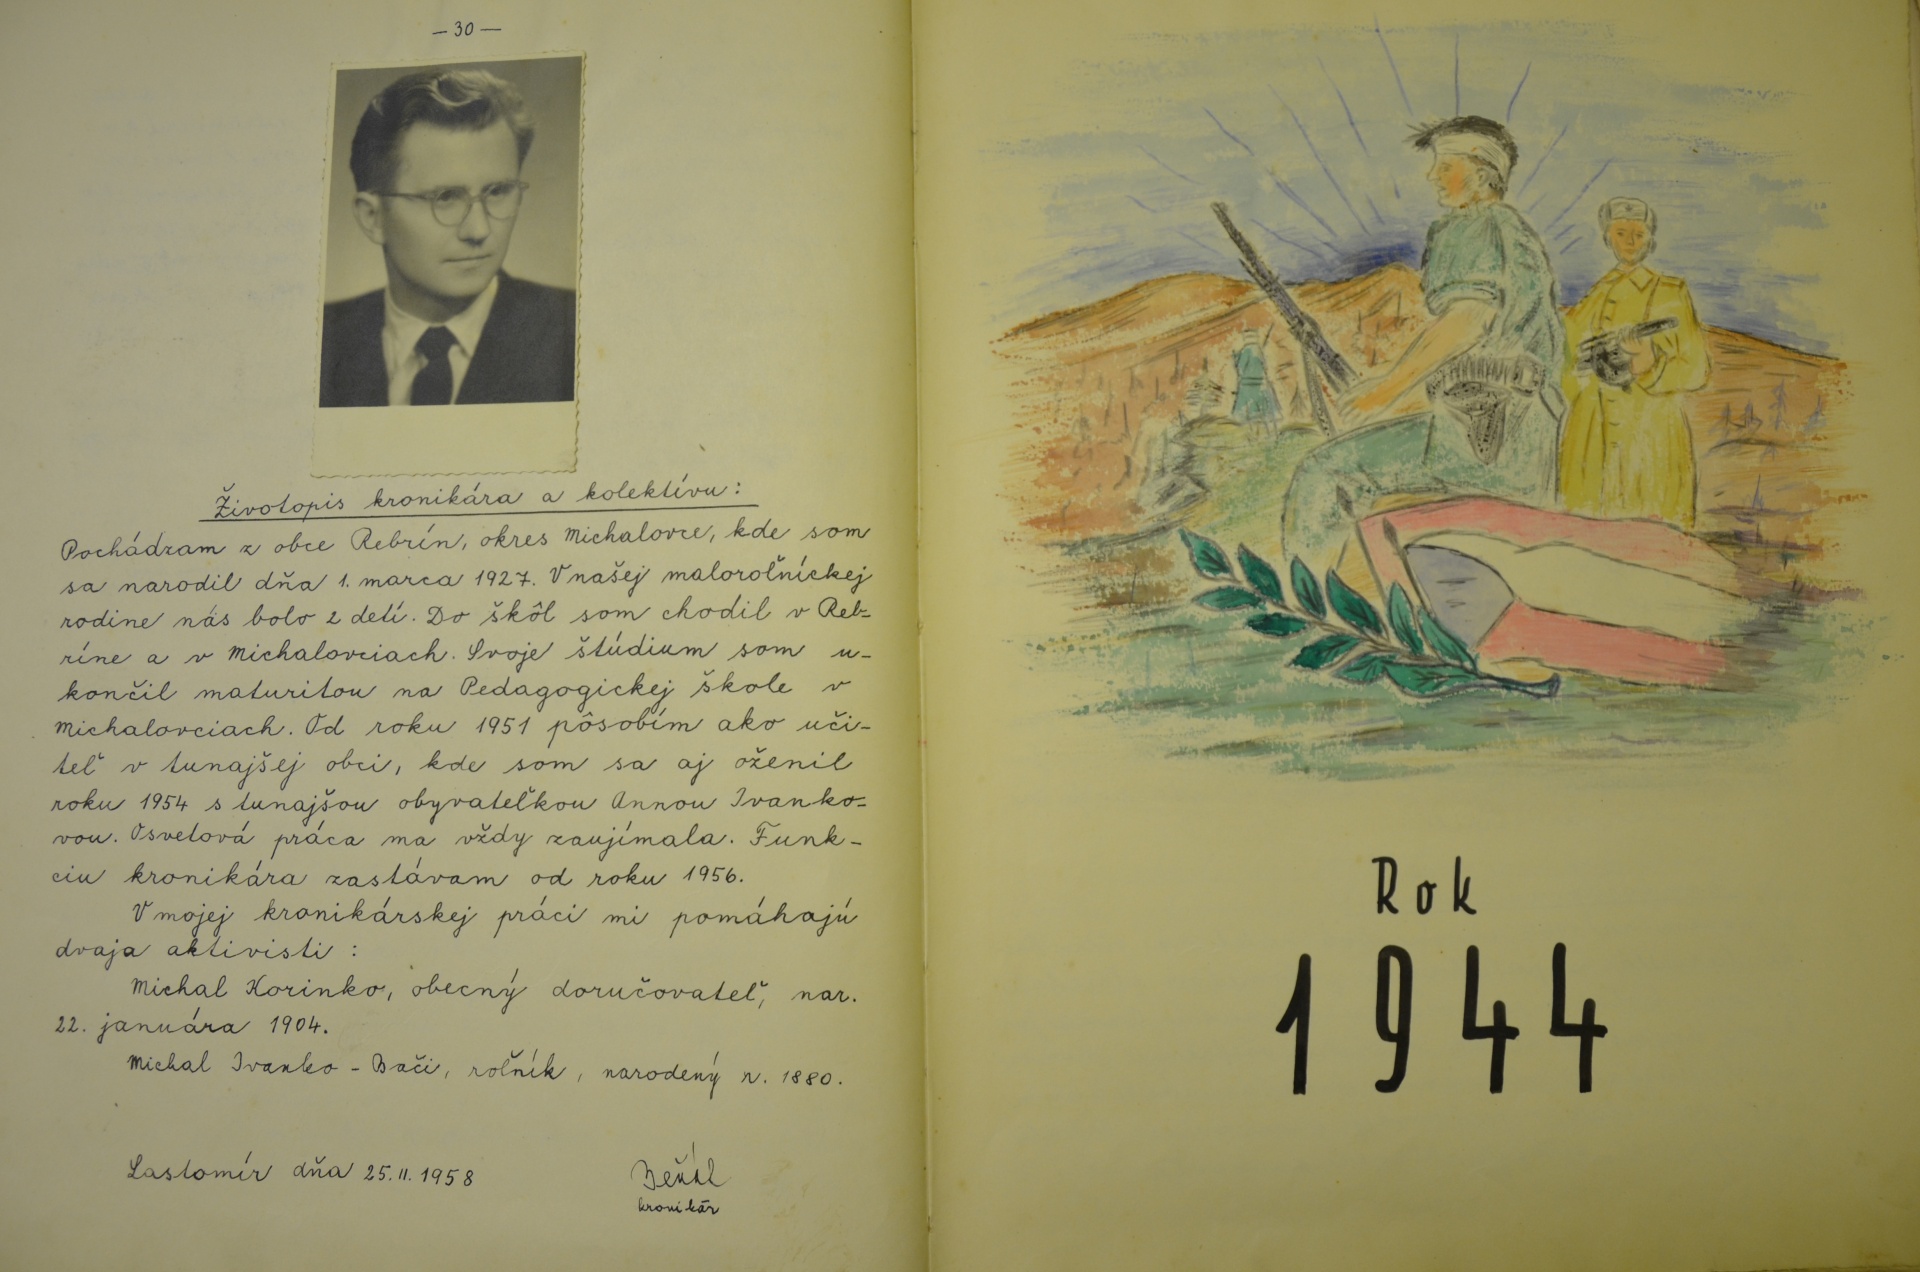 — 30 —
Životopis kronikára a kolektívu:
Pochádzam z obce Rebrín, okres Michalovce, kde som
sa narodil dňa 1. marca 1927. V našej maloroľníckej
rodine nás bolo 2 detí. Do škôl som chodil v Reb-
ríne a v Michalovciach. Svoje štúdium som u-
končil maturitou na Pedagogickej škole v
Michalovciach. Od roku 1951 pôsobím ako uči-
teľ v tunajšej obci, kde som sa aj oženil
roku 1954 s tunajšou obyvateľkou Annou Ivanko-
vou. Osvetová práca ma vždy zaujímala. Funk-
ciu kronikára zastávam od roku 1956.
V mojej kronikárskej práci mi pomáhajú
dvaja aktivisti:
Michal Korinko, obecný doručovateľ, nar.
22. januára 1904.
Michal Ivanko - Bači, roľník, narodený r. 1880.
Lastomír dňa 25. II. 1958
kronikár
Rok
1944